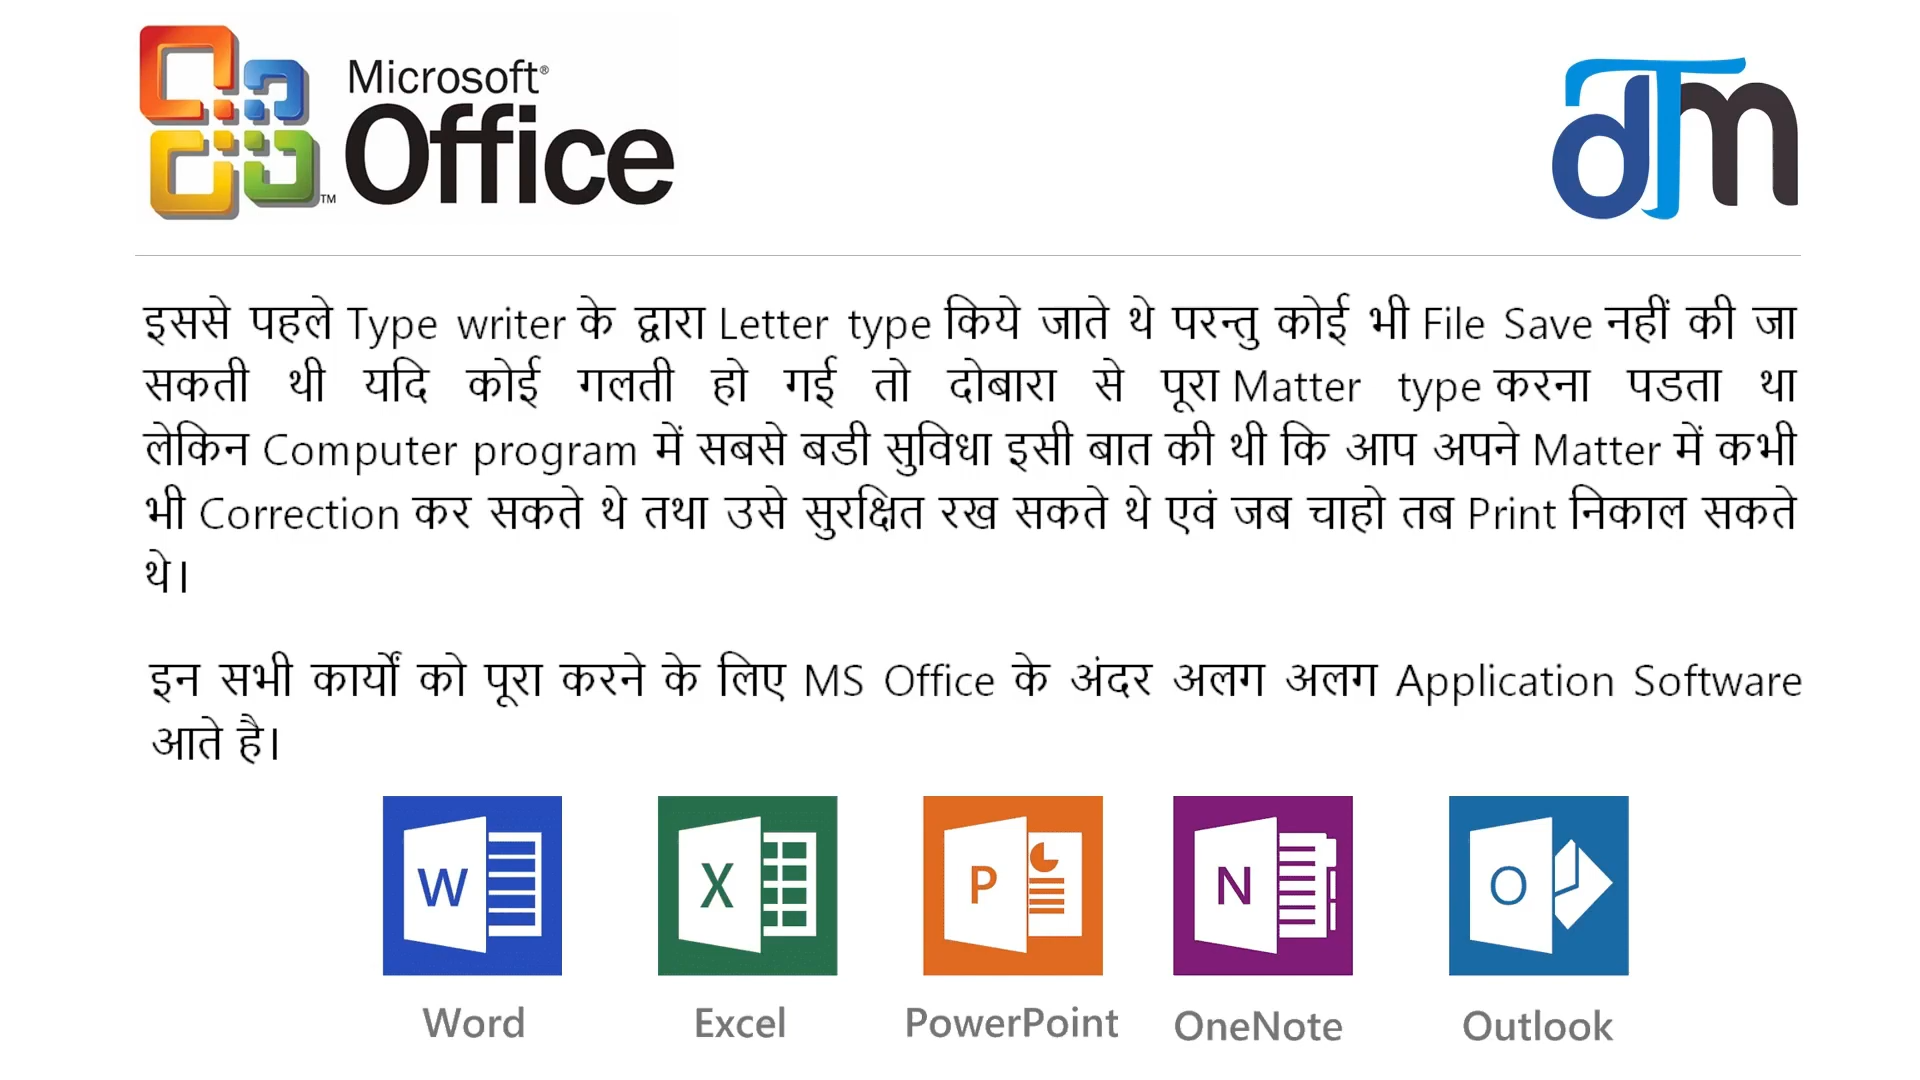 Microsoft®
Office™
dTm
इससे पहले Type writer के द्वारा Letter type किये जाते थे परन्तु कोई भी File Save नहीं की जा
सकती थी यदि कोई गलती हो गई तो दोबारा से पूरा Matter type करना पडता था
लेकिन Computer program में सबसे बडी सुविधा इसी बात की थी कि आप अपने Matter में कभी
भी Correction कर सकते थे तथा उसे सुरक्षित रख सकते थे एवं जब चाहो तब Print निकाल सकते
थे।
इन सभी कार्यों को पूरा करने के लिए MS Office के अंदर अलग अलग Application Software
आते है।
W X P N O
Word Excel PowerPoint OneNote Outlook